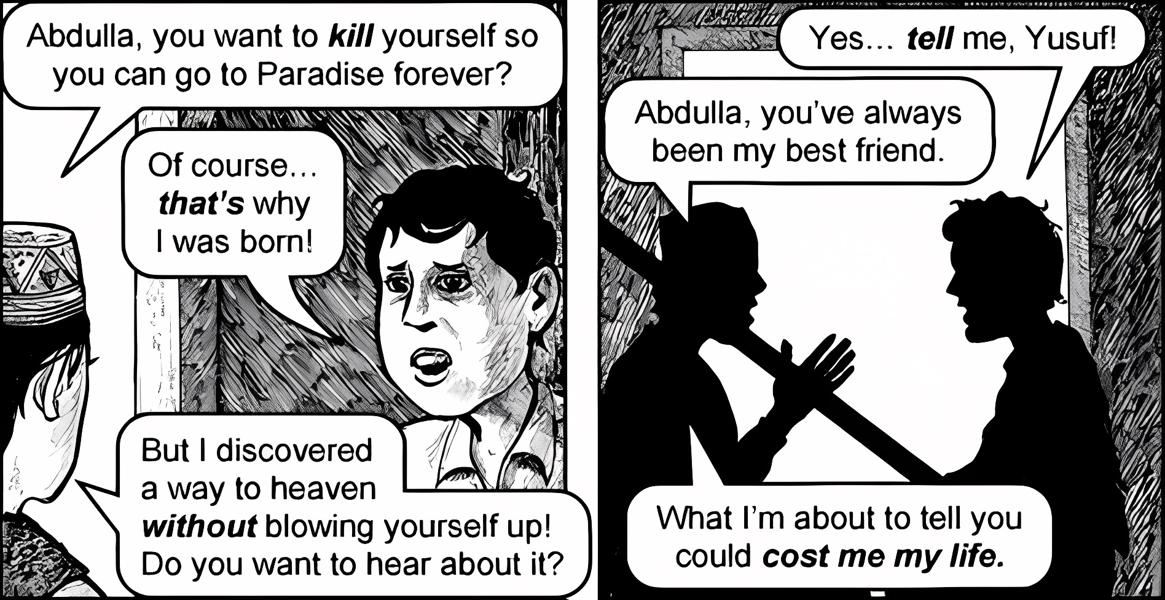 Abdulla, you want to kill yourself so
you can go to Paradise forever?
Of course...
that's why
I was born!
But I discovered
a way to heaven
without blowing yourself up!
Do you want to hear about it?
Yes... tell me, Yusuf!
Abdulla, you've always
been my best friend.
What I'm about to tell you
could cost me my life.